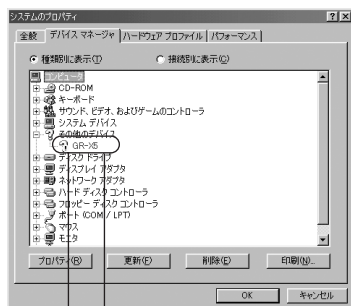 システムのプロパティ
全般 デバイス マネージャ ハードウェア プロファイル パフォーマンス
種類別に表示(T) 接続別に表示(C)
コンピュータ
CD-ROM
キーボード
サウンド、ビデオ、およびゲームのコントローラ
システム デバイス
その他のデバイス
GR-X5
ディスク ドライブ
ディスプレイ アダプタ
ネットワーク アダプタ
ハード ディスク コントローラ
フロッピー ディスク コントローラ
ポート (COM / LPT)
マウス
モニタ
プロパティ(R) 更新(F) 削除(E) 印刷(N)...
OK キャンセル